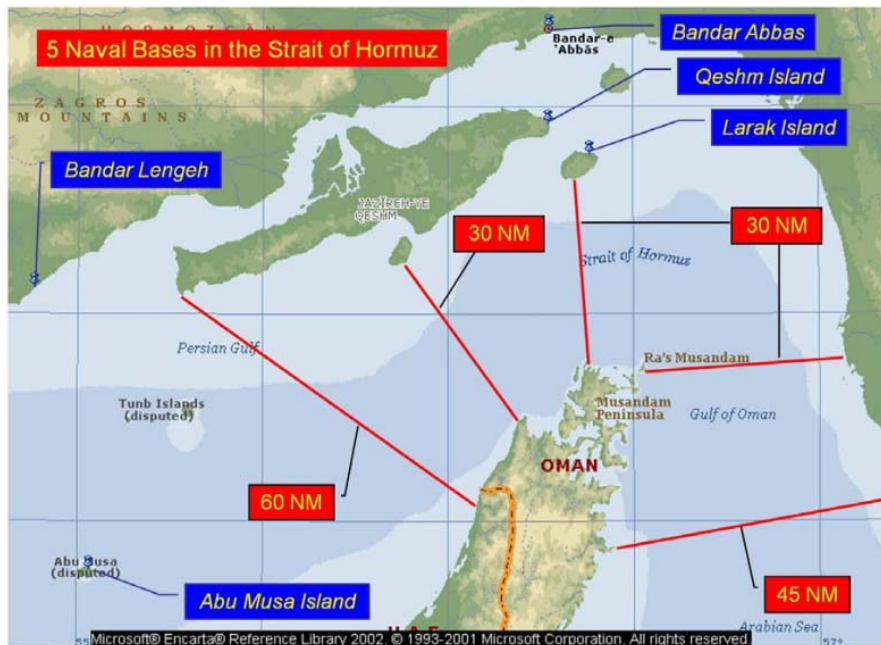 5 Naval Bases in the Strait of Hormuz
HORMOZGĀN
Bandar Abbas
Bandar-e
'Abbās
Qeshm Island
ZAGROS
MOUNTAINS
Larak Island
Bandar Lengeh
JAZĪREH-YE
QESHM
30 NM
30 NM
Strait of Hormuz
Persian Gulf
Ra's Musandam
Tunb Islands
(disputed)
Musandam
Peninsula
Gulf of Oman
OMAN
60 NM
Abu Musa
(disputed)
Abu Musa Island
45 NM
U.A.E.
Arabian Sea
55
57°
Microsoft® Encarta® Reference Library 2002. © 1993-2001 Microsoft Corporation. All rights reserved.